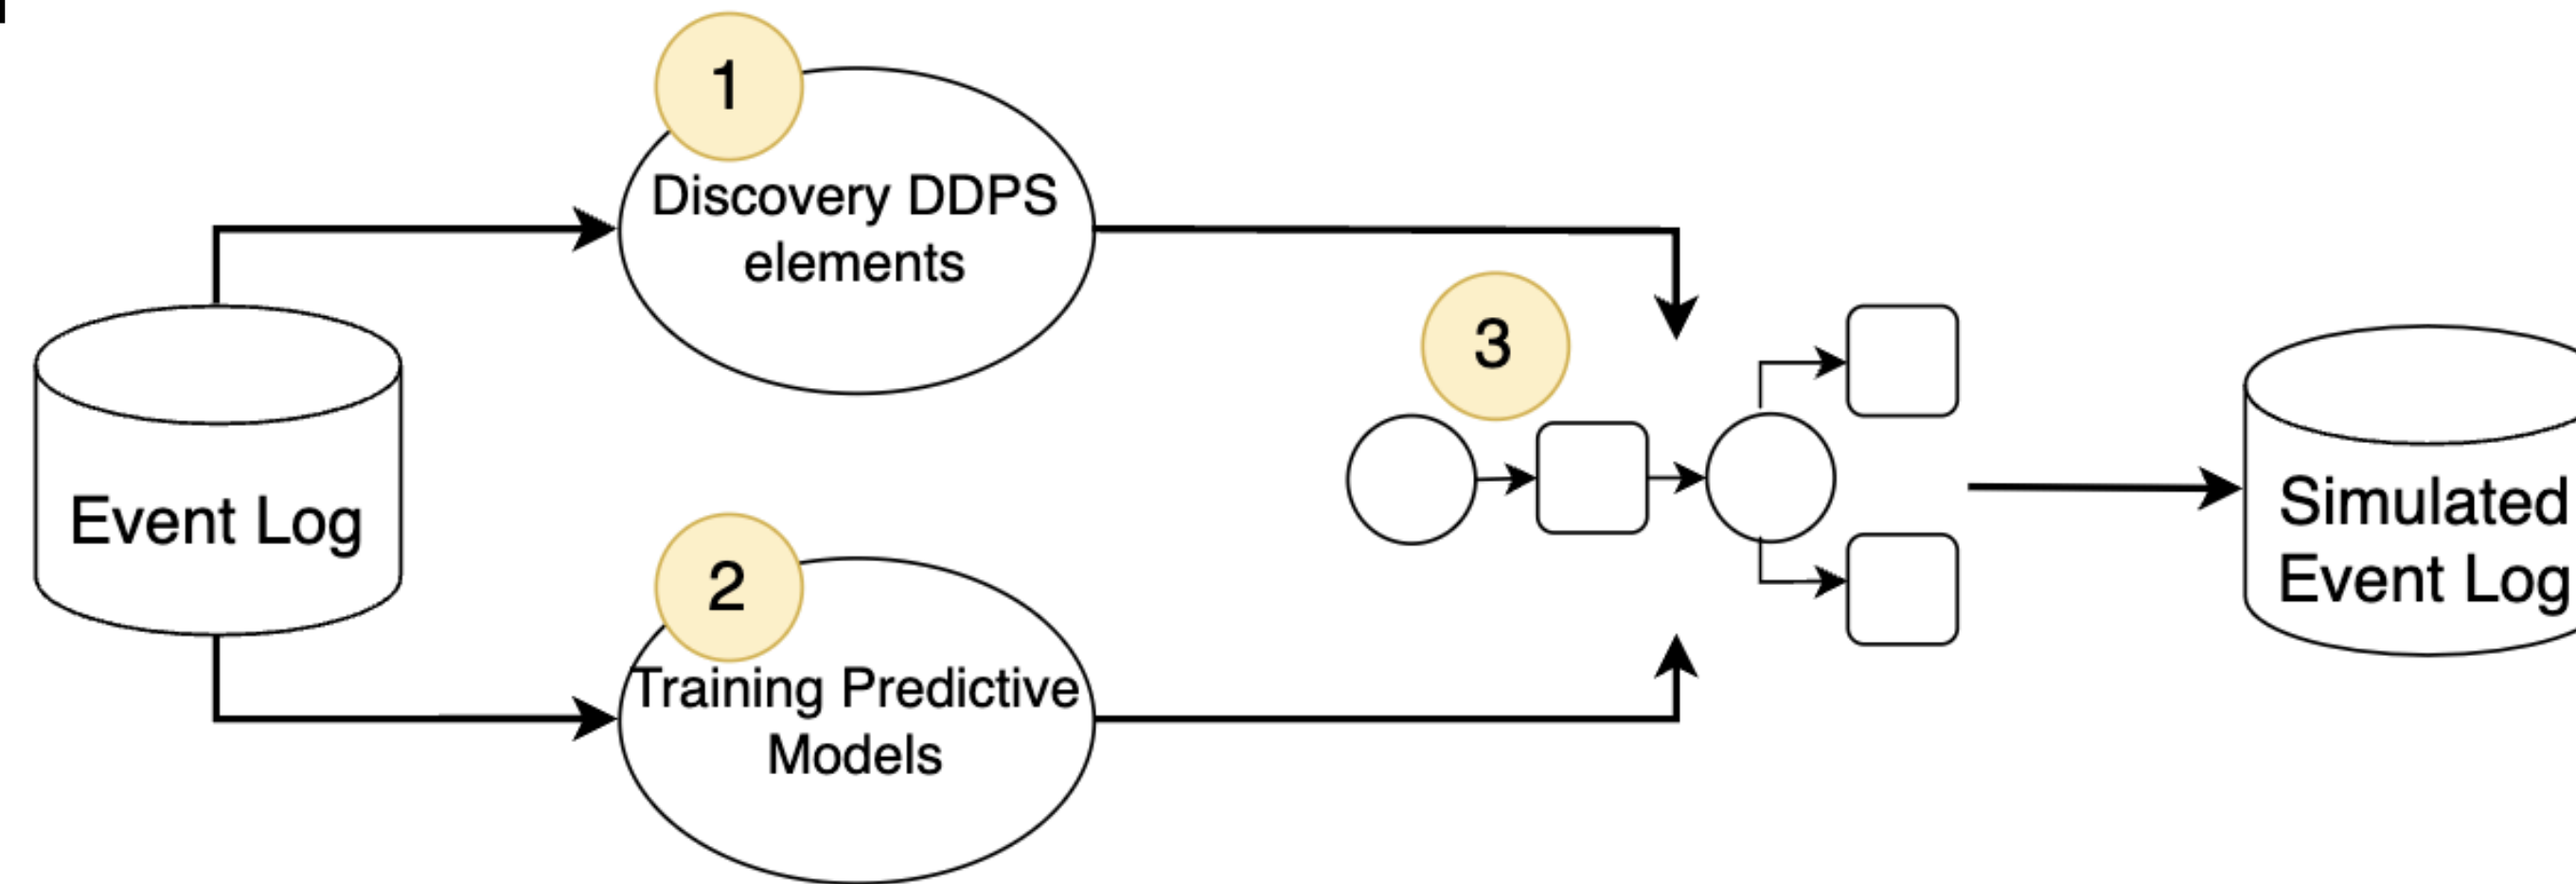 1
Discovery DDPS
elements
3
Event Log
Simulated
Event Log
2
Training Predictive
Models